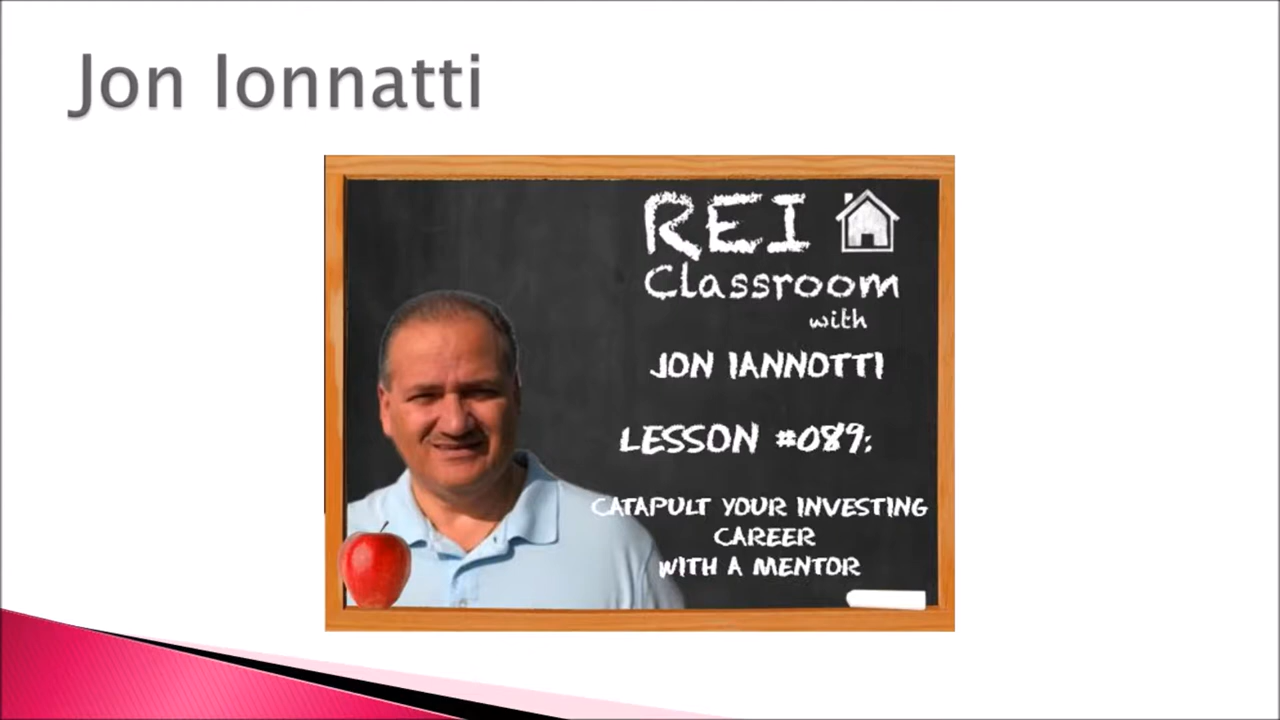 Jon Ionnatti
REI
Classroom
with
JON IANNOTTI
LESSON #089:
CATAPULT YOUR INVESTING
CAREER
WITH A MENTOR